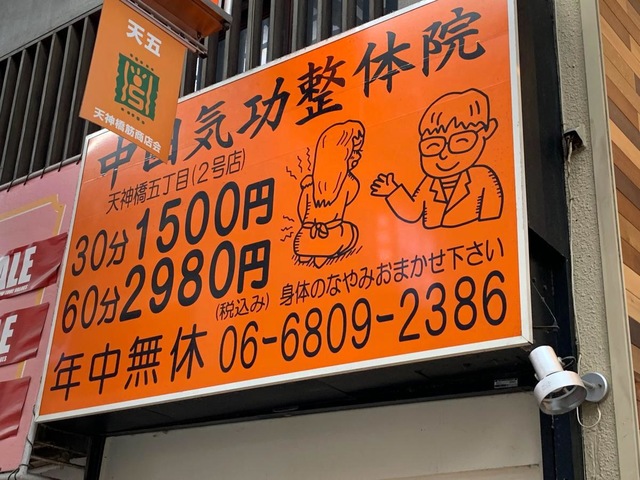 天五
天神橋筋商店会
中国気功整体院
天神橋五丁目(2号店)
30分1500円
60分2980円
(税込み)
身体のなやみおまかせ下さい
年中無休 06-6809-2386
ALE